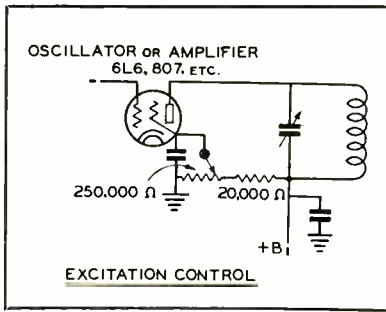 OSCILLATOR OR AMPLIFIER
6L6, 807. ETC.
250.000 Ω
20,000 Ω
+B
EXCITATION CONTROL